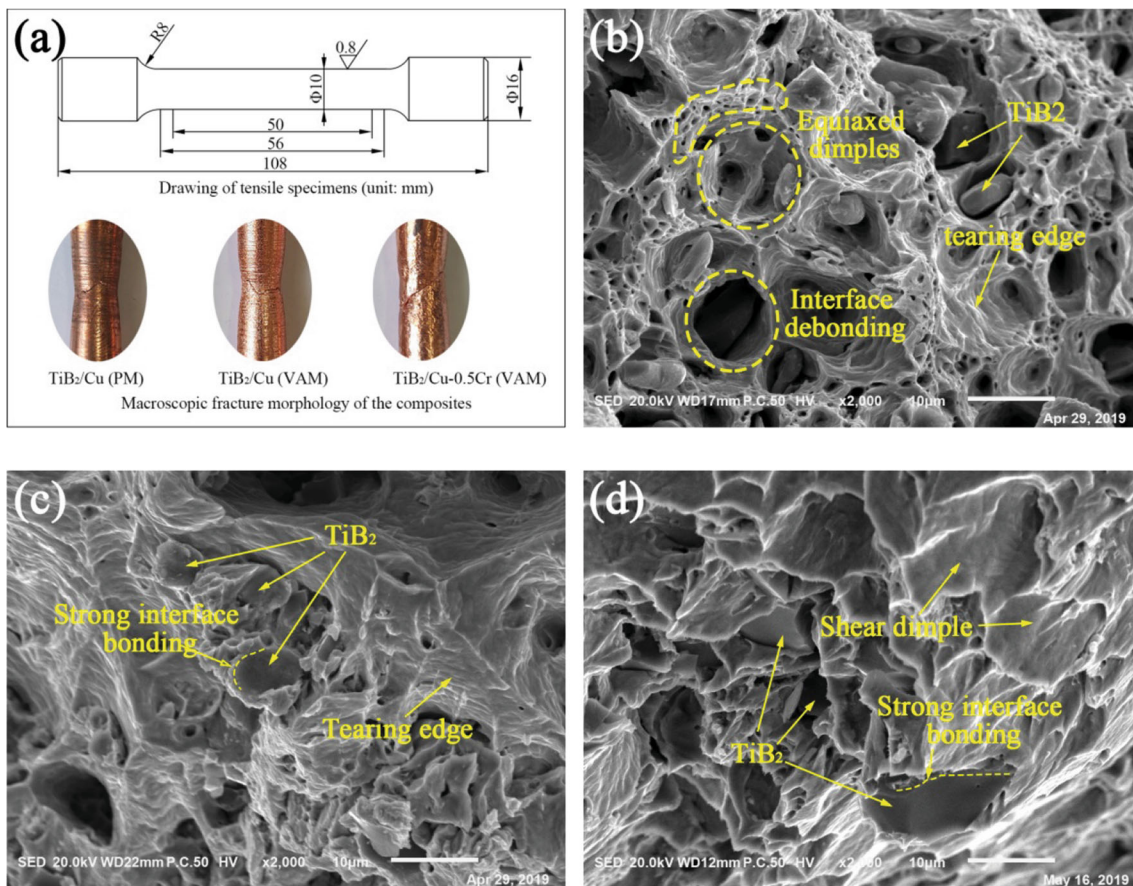 (a)
R8
0.8
Φ10
Φ16
50
56
108
Drawing of tensile specimens (unit: mm)
TiB₂/Cu (PM)
TiB₂/Cu (VAM)
TiB₂/Cu-0.5Cr (VAM)
Macroscopic fracture morphology of the composites
(b)
Equiaxed
dimples
TiB2
tearing edge
Interface
debonding
SED 20.0kV WD17mm P.C.50 HV x2,000 10μm
Apr 29, 2019
(c)
TiB₂
Strong interface
bonding
Tearing edge
SED 20.0kV WD22mm P.C.50 HV x2,000 10μm
Apr 29, 2019
(d)
Shear dimple
Strong interface
bonding
TiB₂
SED 20.0kV WD12mm P.C.50 HV 10μm
May 16, 2019